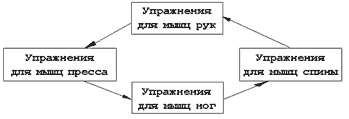 Упражнения
для мышц рук
Упражнения
для мышц пресса
Упражнения
для мышц спины
Упражнения
для мышц ног